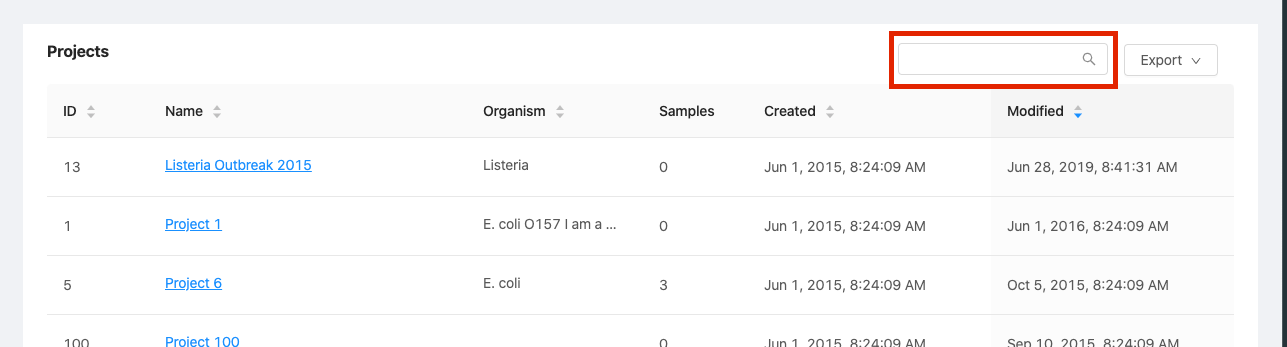 Projects
Export
ID Name Organism Samples Created Modified
13 Listeria Outbreak 2015 Listeria 0 Jun 1, 2015, 8:24:09 AM Jun 28, 2019, 8:41:31 AM
1 Project 1 E. coli O157 I am a ... 0 Jun 1, 2015, 8:24:09 AM Jun 1, 2016, 8:24:09 AM
5 Project 6 E. coli 3 Jun 1, 2015, 8:24:09 AM Oct 5, 2015, 8:24:09 AM
100 Project 100 0 Jun 1, 2015, 8:24:09 AM Sep 10, 2015, 8:24:09 AM